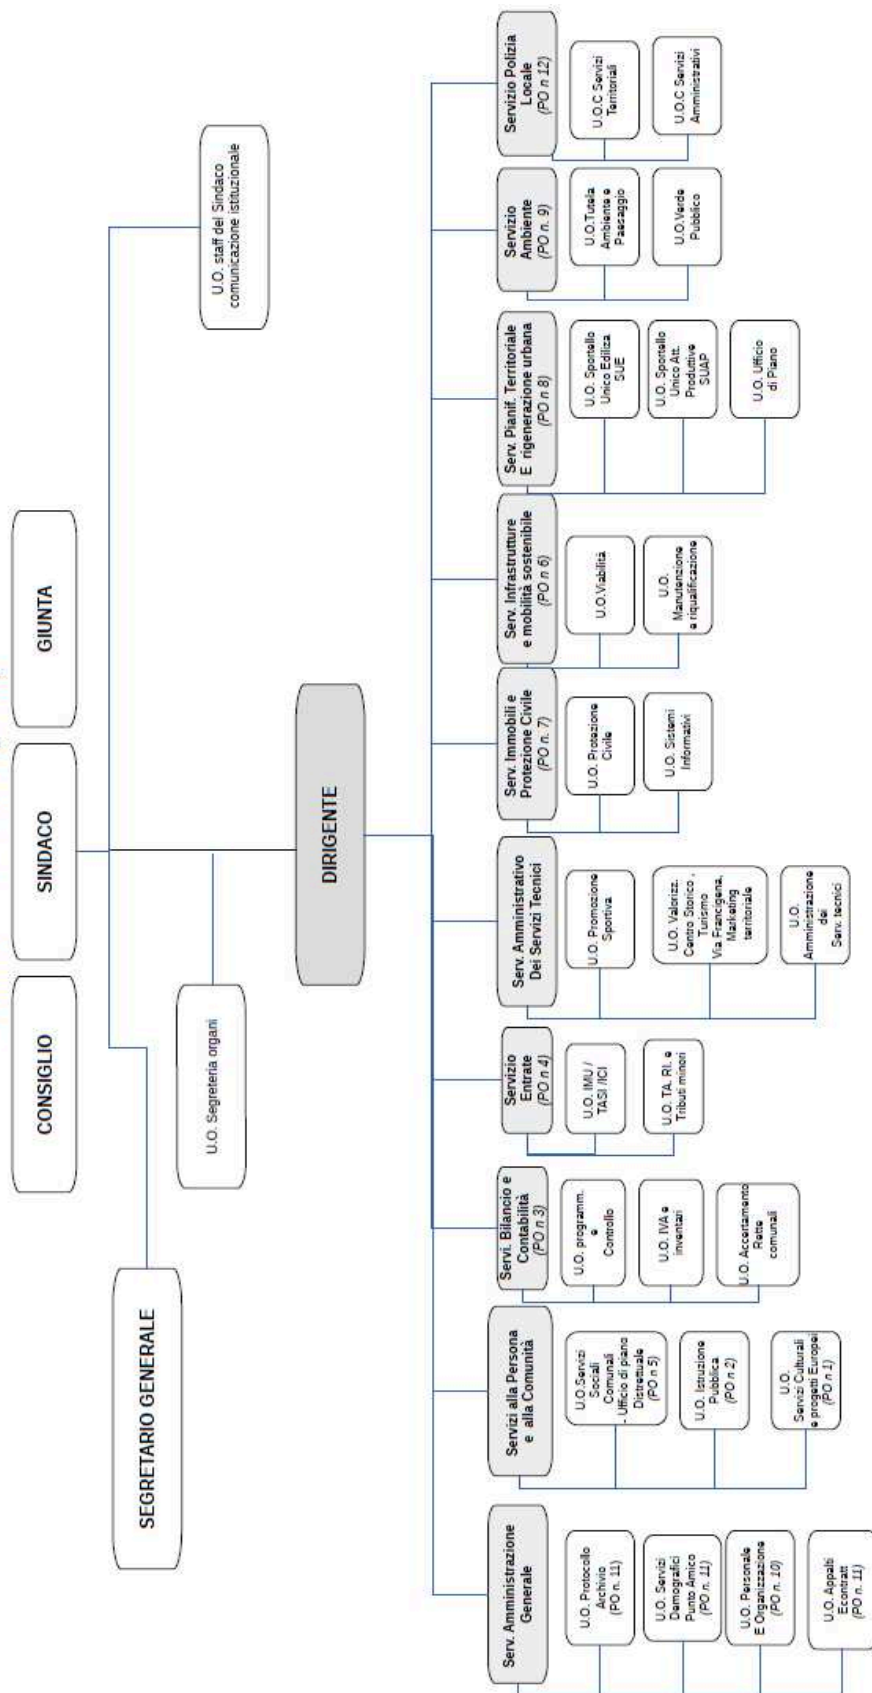 CONSIGLIO
SINDACO
GIUNTA
SEGRETARIO GENERALE
U.O. Segreteria organi
U.O. staff del Sindaco
comunicazione istituzionale
DIRIGENTE
Serv. Amministrazione
Generale
U.O. Protocollo
Archivio
(PO n. 11)
U.O. Servizi
Demografici
Punto Amico
(PO n. 11)
U.O. Personale
E Organizzazione
(PO n. 10)
U.O. Appalti
Econtratt
(PO n. 11)
Servizi alla Persona
e alla Comunità
U.O.Servizi
Sociali
Comunali
- Ufficio di piano
Distrettuale
(PO n 5)
U.O. Istruzione
Pubblica
(PO n 2)
U.O.
Servizi Culturali
e progetti Europei
(PO n 1)
Servi. Bilancio e
Contabilità
(PO n 3)
U.O. programm.
e
Controllo
U.O. IVA e
inventari
U.O. Accertamento
Rette
comunali
Servizio
Entrate
(PO n 4)
U.O. IMU /
TASI /ICI
U.O. TA. RI. e
Tributi minori
Serv. Amministrativo
Dei Servizi Tecnici
U.O. Promozione
Sportiva
U.O. Valorizz.
Centro Storico ,
Turismo
Via Francigena,
Marketing
territoriale
U.O.
Amministrazione
dei
Serv. tecnici
Serv. Immobili e
Protezione Civile
(PO n. 7)
U.O. Protezione
Civile
U.O. Sistemi
Informativi
Serv. Infrastrutture
e mobilità sostenibile
(PO n 6)
U.O.Viabilità
U.O.
Manutenzione
e riqualificazione
Serv. Pianif. Territoriale
E rigenerazione urbana
(PO n 8)
U.O. Sportello
Unico Ediliza
SUE
U.O. Sportello
Unico Att.
Produttive
SUAP
U.O. Ufficio
di Piano
Servizio
Ambiente
(PO n. 9)
U.O.Tutela
Ambiente e
Paesaggio
U.O.Verde
Pubblico
Servizio Polizia
Locale
(PO n 12)
U.O.C Servizi
Territoriali
U.O.C Servizi
Amministrativi